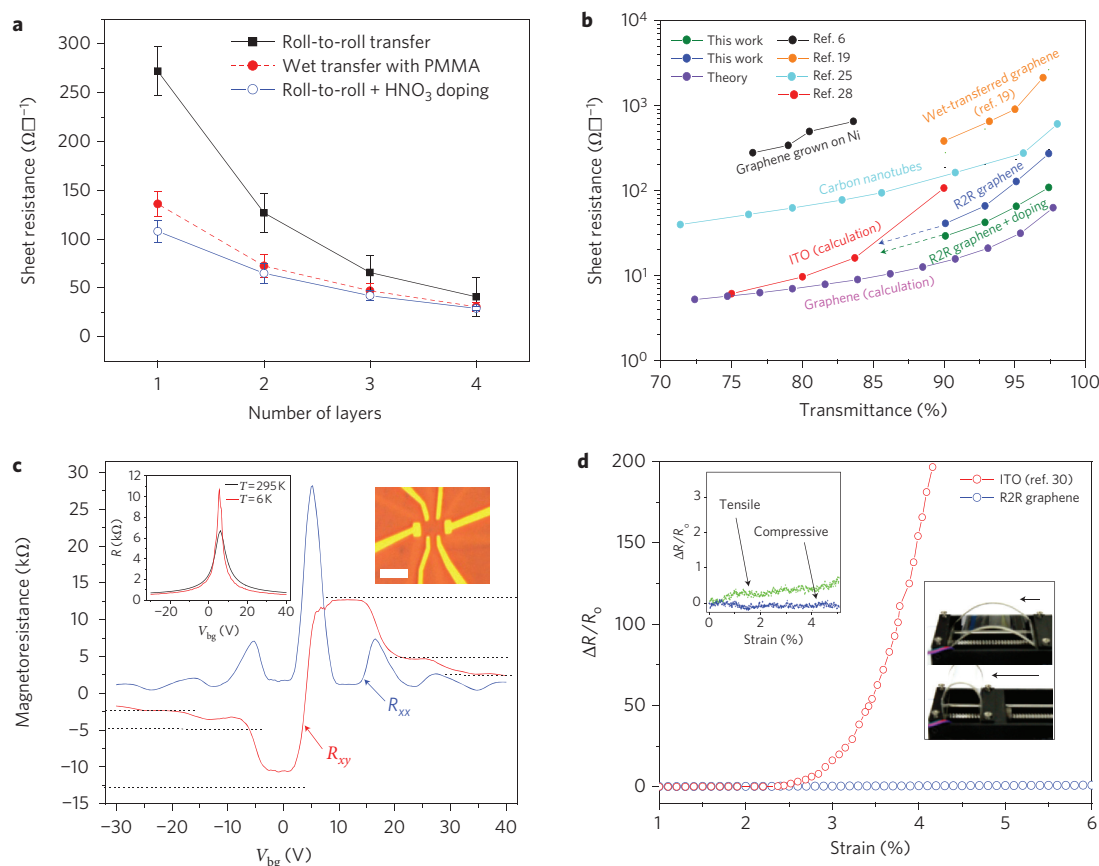 a
Sheet resistance (Ω□⁻¹)
300
250
200
150
100
50
0
1
2
3
4
Number of layers
Roll-to-roll transfer
Wet transfer with PMMA
Roll-to-roll + HNO₃ doping
b
Sheet resistance (Ω□⁻¹)
10⁴
10³
10²
10¹
10⁰
70
75
80
85
90
95
100
Transmittance (%)
This work
This work
Theory
Ref. 6
Ref. 19
Ref. 25
Ref. 28
Wet-transferred graphene
(ref. 19)
Graphene grown on Ni
Carbon nanotubes
R2R graphene
ITO (calculation)
R2R graphene + doping
Graphene (calculation)
c
Magnetoresistance (kΩ)
30
25
20
15
10
5
0
−5
−10
−15
−30
−20
−10
0
10
20
30
40
V_bg (V)
R (kΩ)
12
10
8
6
4
2
0
−20
0
20
40
V_bg (V)
T=295K
T=6K
R_xx
R_xy
d
ΔR/R_o
200
150
100
50
0
1
2
3
4
5
6
Strain (%)
ITO (ref. 30)
R2R graphene
ΔR/R_o
3
2
1
0
0
1
2
3
4
5
Strain (%)
Tensile
Compressive